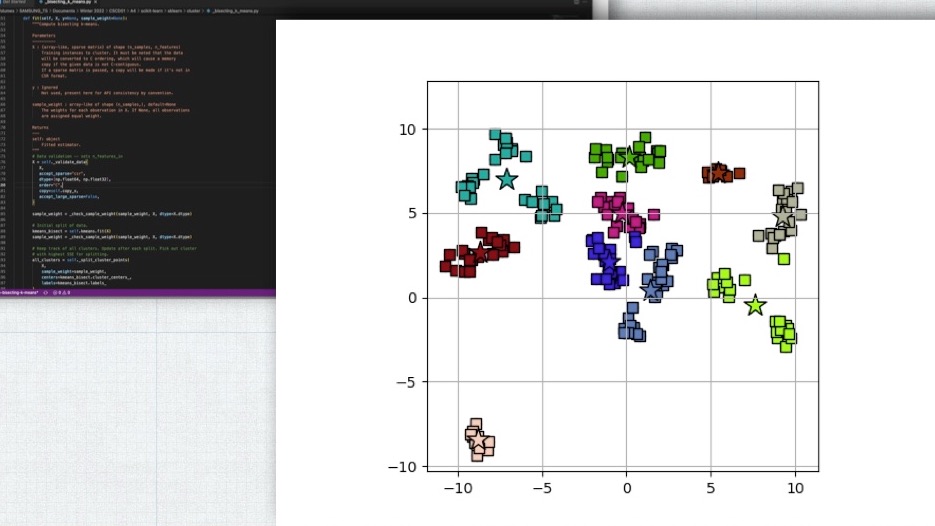 _bisecting_k_means.py
def fit(self, X, y=None, sample_weight=None):
"""Compute bisecting k-means.
Parameters
----------
X : {array-like, sparse matrix} of shape (n_samples, n_features)
Training instances to cluster. It must be noted that the data
will be converted to C ordering, which will cause a memory
copy if the given data is not C-contiguous.
If a sparse matrix is passed, a copy will be made if it's not in
CSR format.
y : Ignored
Not used, present here for API consistency by convention.
sample_weight : array-like of shape (n_samples,), default=None
The weights for each observation in X. If None, all observations
are assigned equal weight.
Returns
self: object
Fitted estimator.
"""
X = self._validate_data(
X,
accept_sparse="csr",
dtype=[np.float64, np.float32],
order="C",
copy=self.copy_x,
accept_large_sparse=False,
)
sample_weight = _check_sample_weight(sample_weight, X, dtype=X.dtype)
# Initial split of data.
kmeans_bisect = self.kmeans.fit(X)
sample_weight = _check_sample_weight(sample_weight, X, dtype=X.dtype)
# Keep track of all clusters. Update after each split. Pick out cluster
# with highest SSE for splitting.
all_clusters = self._split_cluster_points(
X,
sample_weight=sample_weight,
centers=kmeans_bisect.cluster_centers_,
labels=kmeans_bisect.labels_
10
5
0
−5
−10
−10 −5 0 5 10